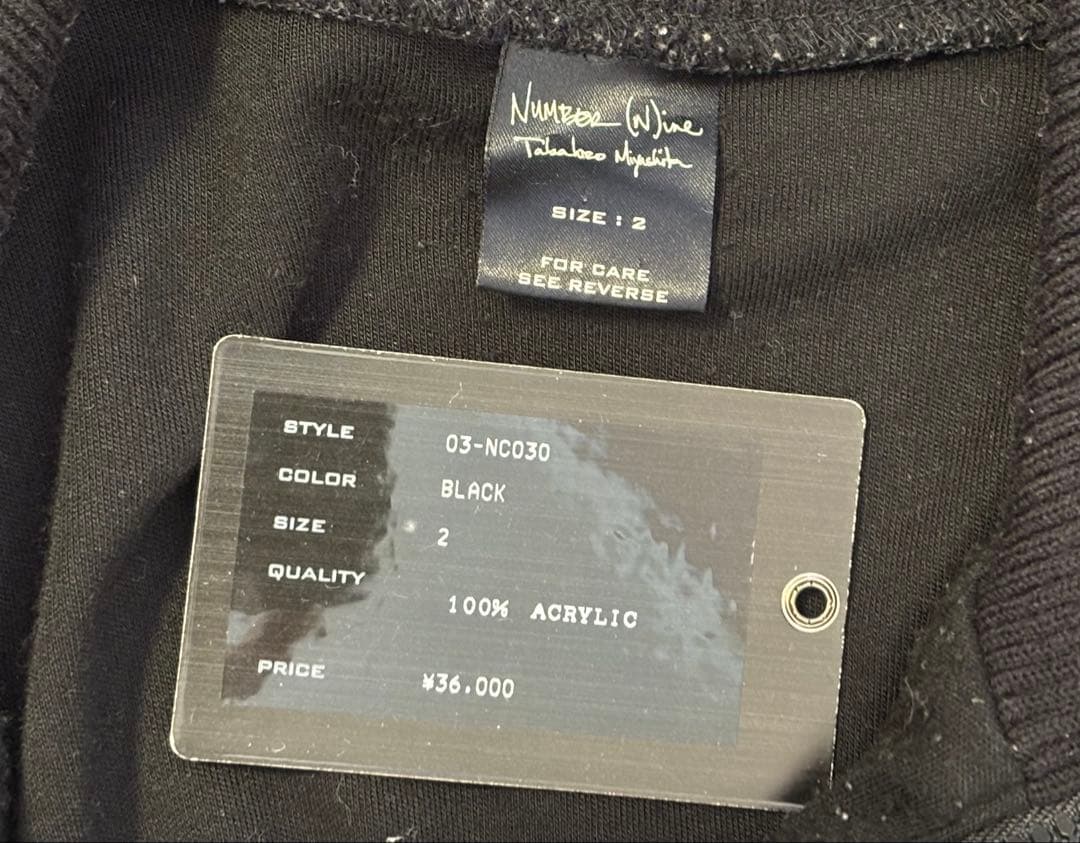 NUMBER (N)ine
Takahiro Miyashita
SIZE : 2
FOR CARE
SEE REVERSE
STYLE 03-NC030
COLOR BLACK
SIZE 2
QUALITY
100% ACRYLIC
PRICE ¥36.000